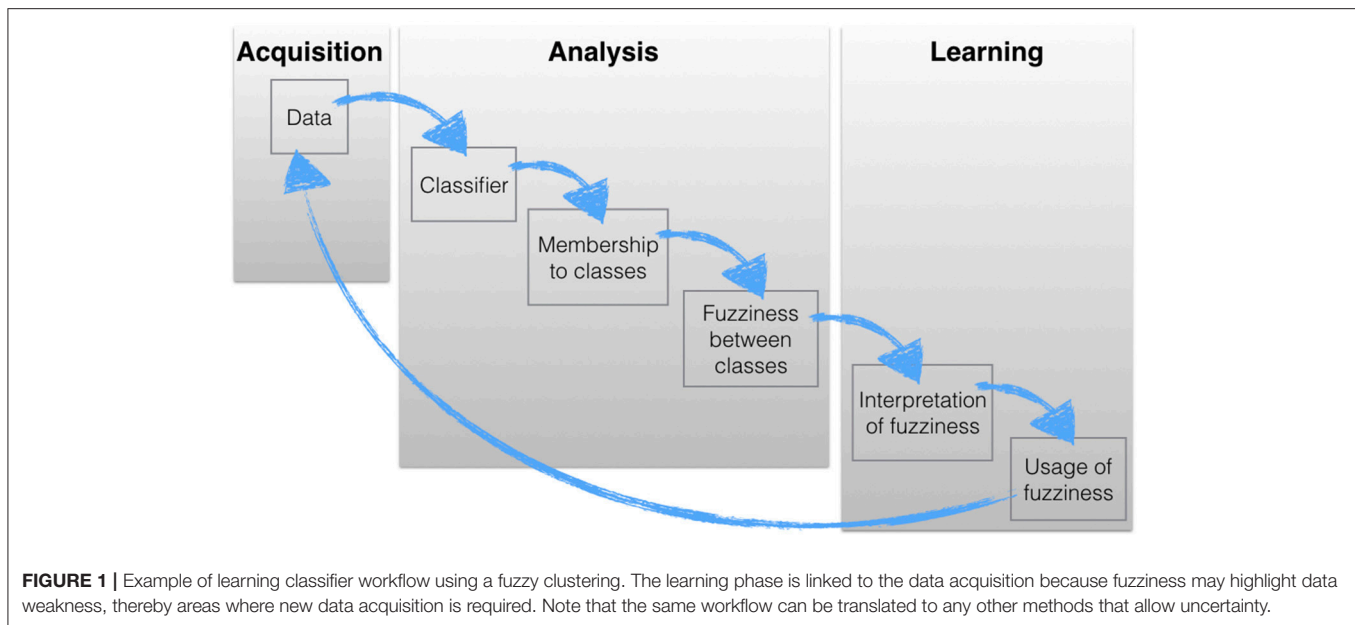 Acquisition
Analysis
Learning
Data
Classifier
Membership
to classes
Fuzziness
between
classes
Interpretation
of fuzziness
Usage of
fuzziness
FIGURE 1 | Example of learning classifier workflow using a fuzzy clustering. The learning phase is linked to the data acquisition because fuzziness may highlight data
weakness, thereby areas where new data acquisition is required. Note that the same workflow can be translated to any other methods that allow uncertainty.